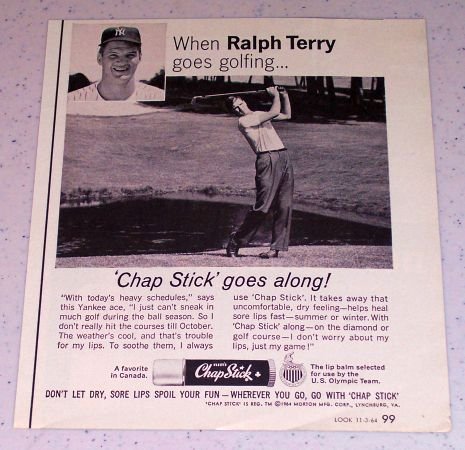 NY
When Ralph Terry
goes golfing...
'Chap Stick' goes along!
"With today's heavy schedules," says
this Yankee ace, "I just can't sneak in
much golf during the ball season. So I
don't really hit the courses till October.
The weather's cool, and that's trouble
for my lips. To soothe them, I always
use 'Chap Stick'. It takes away that
uncomfortable, dry feeling—helps heal
sore lips fast—summer or winter. With
'Chap Stick' along—on the diamond or
golf course—I don't worry about my
lips, just my game!"
A favorite
in Canada.
Chap Stick
The lip balm selected
for use by the
U.S. Olympic Team.
DON'T LET DRY, SORE LIPS SPOIL YOUR FUN—WHEREVER YOU GO, GO WITH 'CHAP STICK'
'CHAP STICK' IS REG. TM ©1964 MORTON MFG. CORP., LYNCHBURG, VA.
LOOK 11-3-64 99